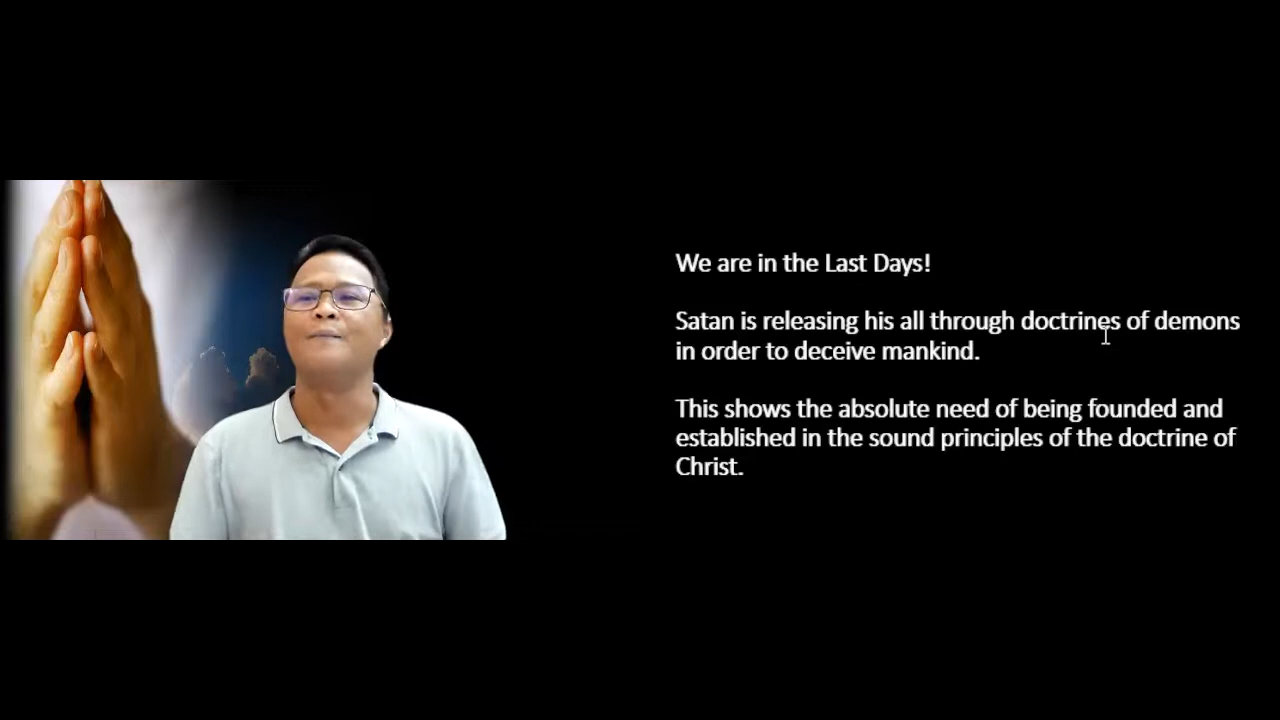 We are in the Last Days!
Satan is releasing his all through doctrines of demons
in order to deceive mankind.
This shows the absolute need of being founded and
established in the sound principles of the doctrine of
Christ.